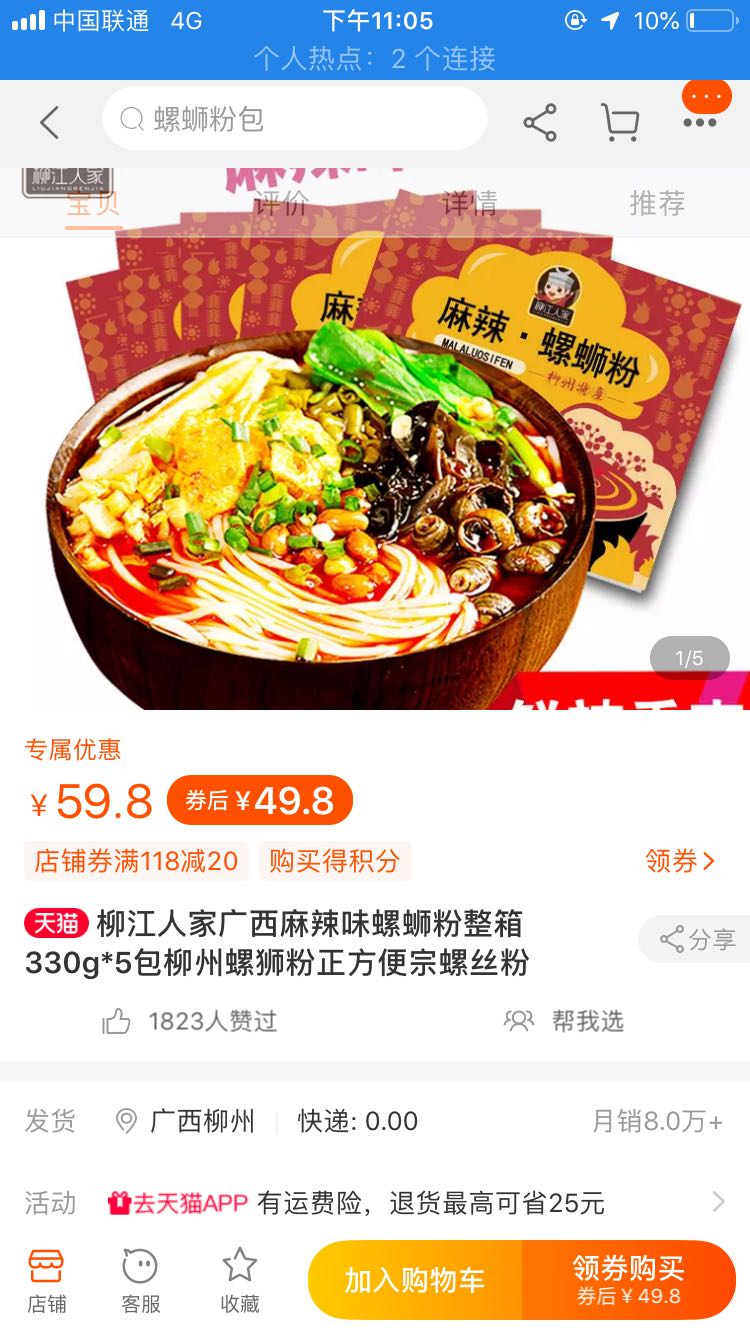 中国联通 4G 下午11:05 10%
个人热点：2 个连接
螺蛳粉包
柳江人家
LIUJIANGRENJIA
宝贝 评价 详情 推荐
麻
柳江人家
麻辣·螺蛳粉
MALALUOSIFEN
1/5
专属优惠
¥59.8 券后¥49.8
店铺券满118减20 购买得积分 领券
天猫 柳江人家广西麻辣味螺蛳粉整箱
330g*5包柳州螺狮粉正方便宗螺丝粉
分享
1823人赞过 帮我选
发货 广西柳州 快递: 0.00 月销8.0万+
活动 去天猫APP 有运费险，退货最高可省25元
店铺 客服 收藏
加入购物车
领券购买
券后¥49.8